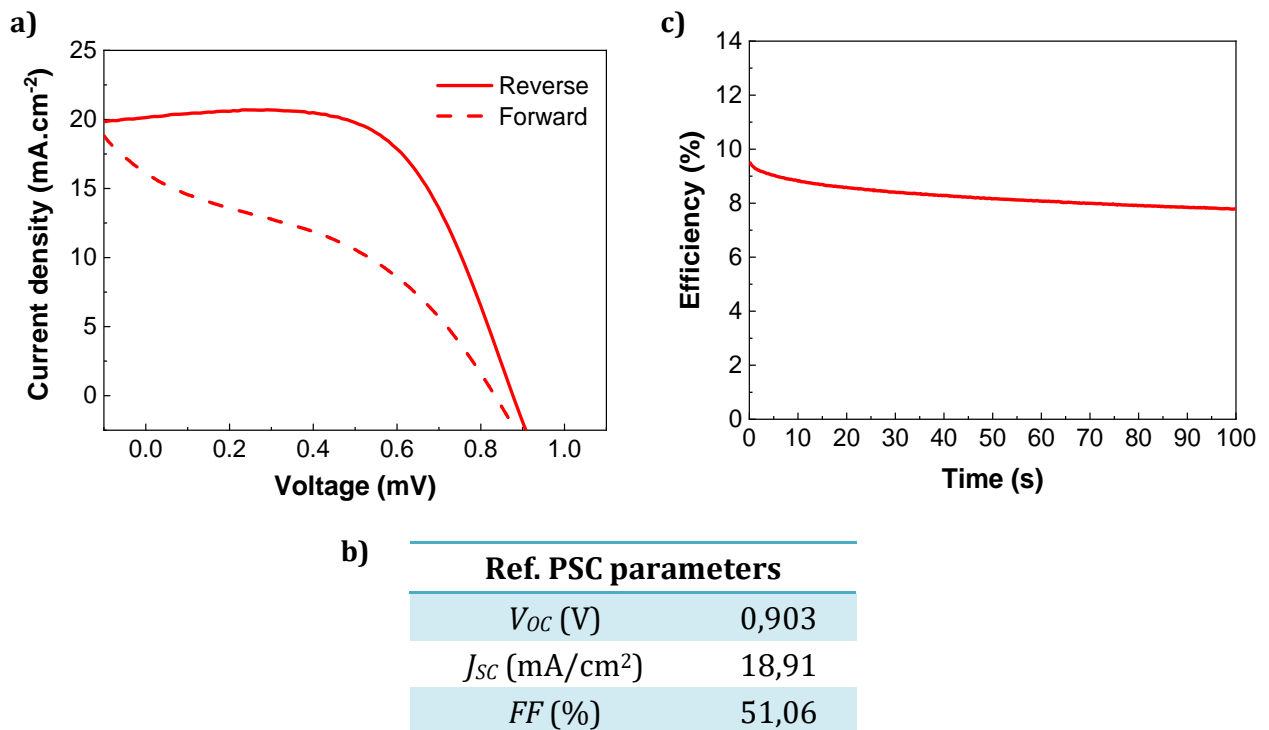 a)
25
20
15
10
5
0
Current density (mA.cm-2)
Reverse
Forward
0.0 0.2 0.4 0.6 0.8 1.0
Voltage (mV)
c)
14
12
10
8
6
4
2
0
Efficiency (%)
0 10 20 30 40 50 60 70 80 90 100
Time (s)
b)
Ref. PSC parameters
VOC (V) 0,903
JSC (mA/cm2) 18,91
FF (%) 51,06